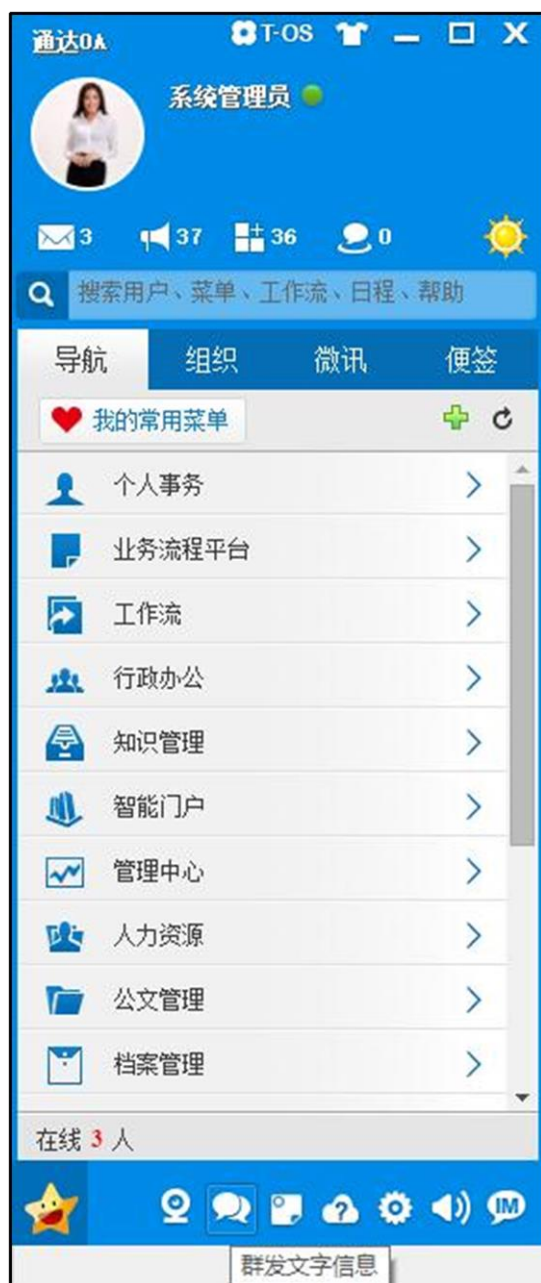 通达OA T-OS
系统管理员
3 37 36 0
搜索用户、菜单、工作流、日程、帮助
导航 组织 微讯 便签
我的常用菜单
个人事务
业务流程平台
工作流
行政办公
知识管理
智能门户
管理中心
人力资源
公文管理
档案管理
在线 3 人
IM
群发文字信息